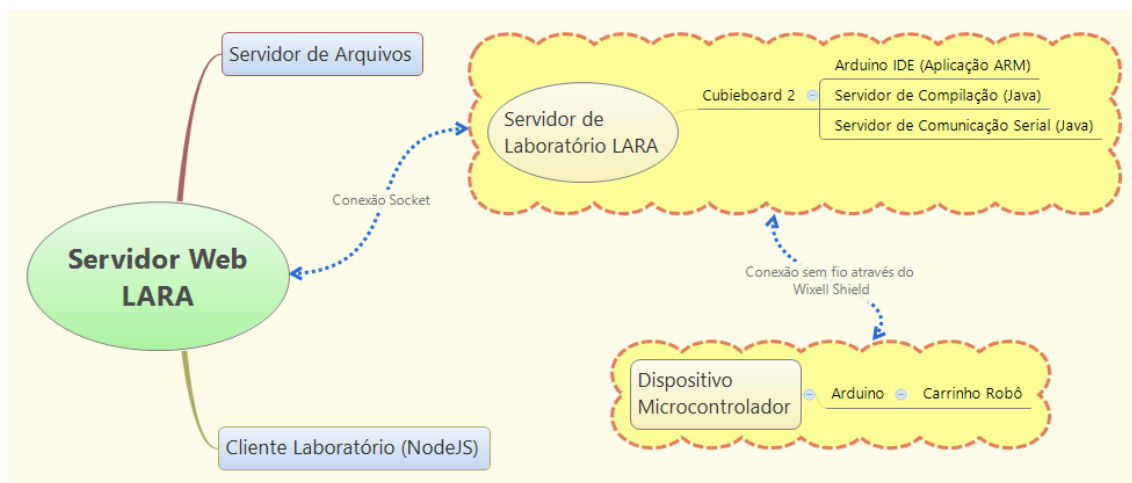 Servidor de Arquivos
Servidor Web
LARA
Cliente Laboratório (NodeJS)
Conexão Socket
Servidor de
Laboratório LARA
Cubieboard 2
Arduino IDE (Aplicação ARM)
Servidor de Compilação (Java)
Servidor de Comunicação Serial (Java)
Conexão sem fio através do
Wixell Shield
Dispositivo
Microcontrolador
Arduino
Carrinho Robô